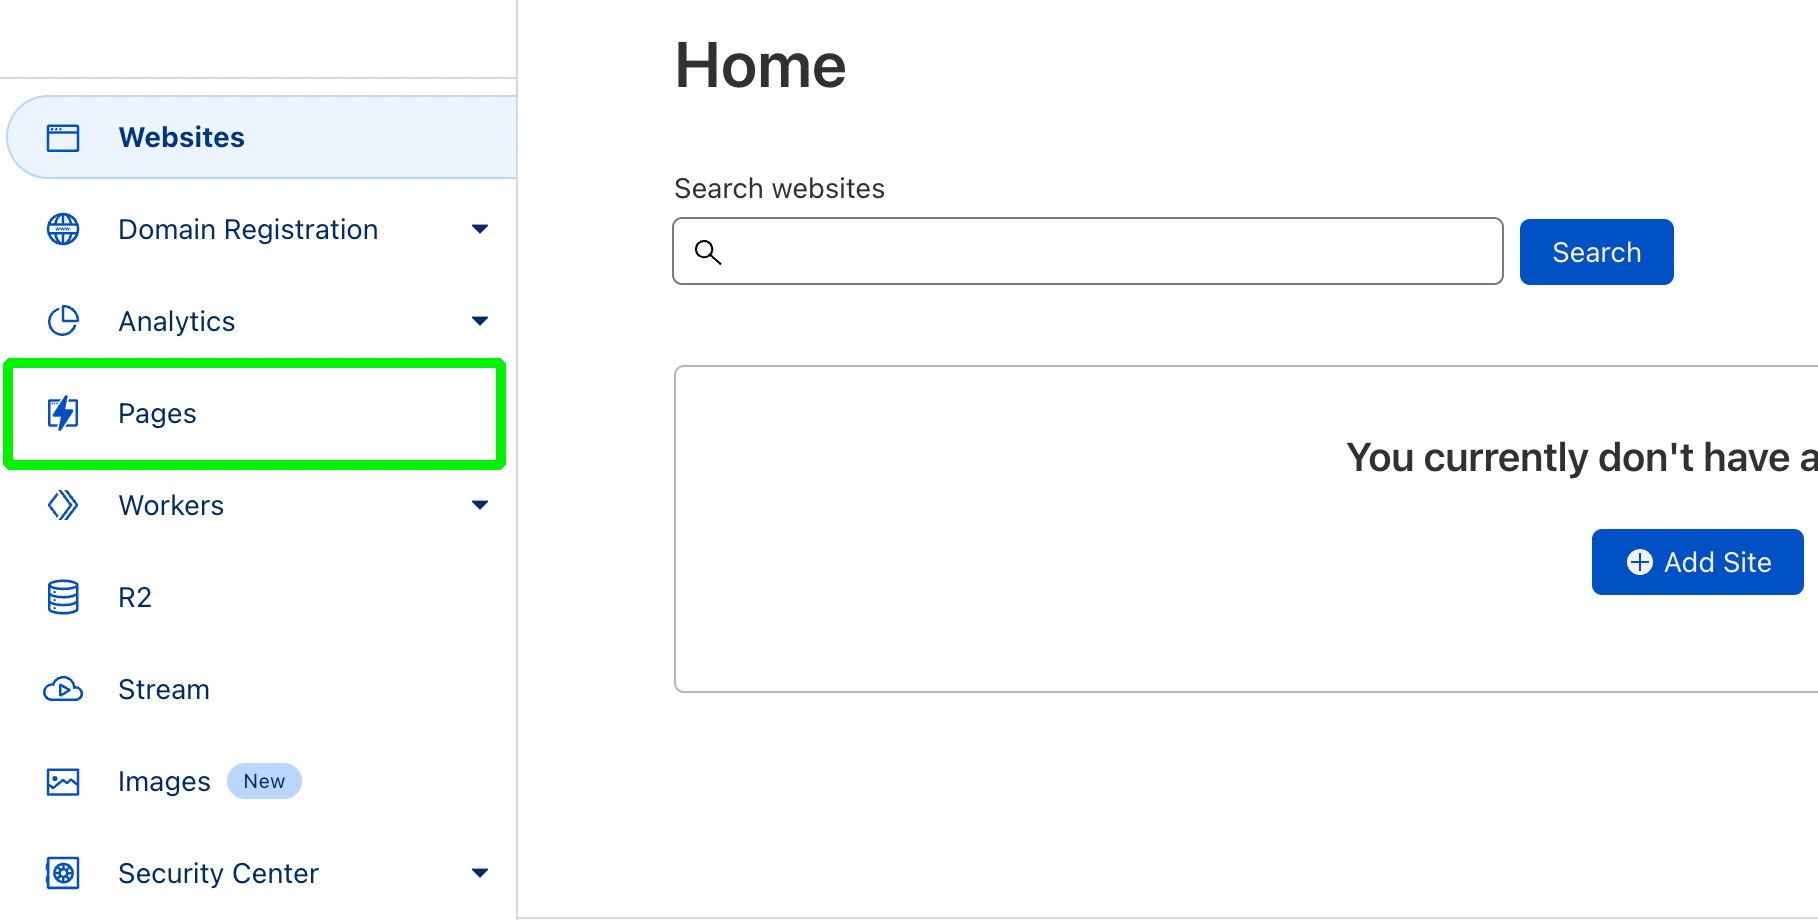 Home
Websites
Domain Registration
Analytics
Pages
Workers
R2
Stream
Images New
Security Center
Search websites
Search
You currently don't have a
Add Site